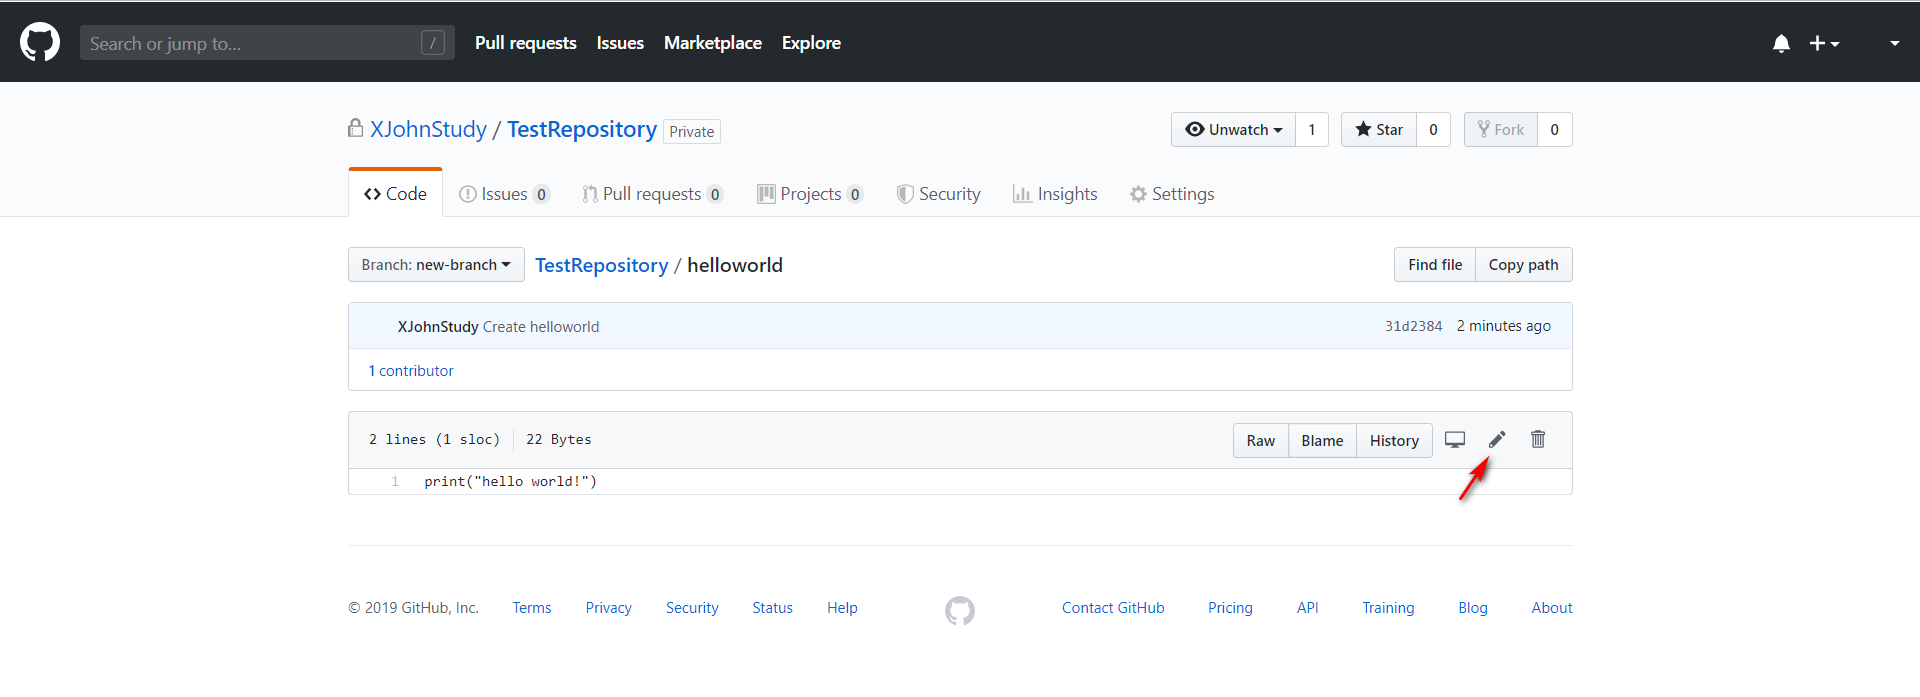 Search or jump to... / Pull requests Issues Marketplace Explore
XJohnStudy / TestRepository Private Unwatch 1 Star 0 Fork 0
Code Issues 0 Pull requests 0 Projects 0 Security Insights Settings
Branch: new-branch TestRepository / helloworld Find file Copy path
XJohnStudy Create helloworld 31d2384 2 minutes ago
1 contributor
2 lines (1 sloc) 22 Bytes Raw Blame History
1 print("hello world!")
© 2019 GitHub, Inc. Terms Privacy Security Status Help Contact GitHub Pricing API Training Blog About